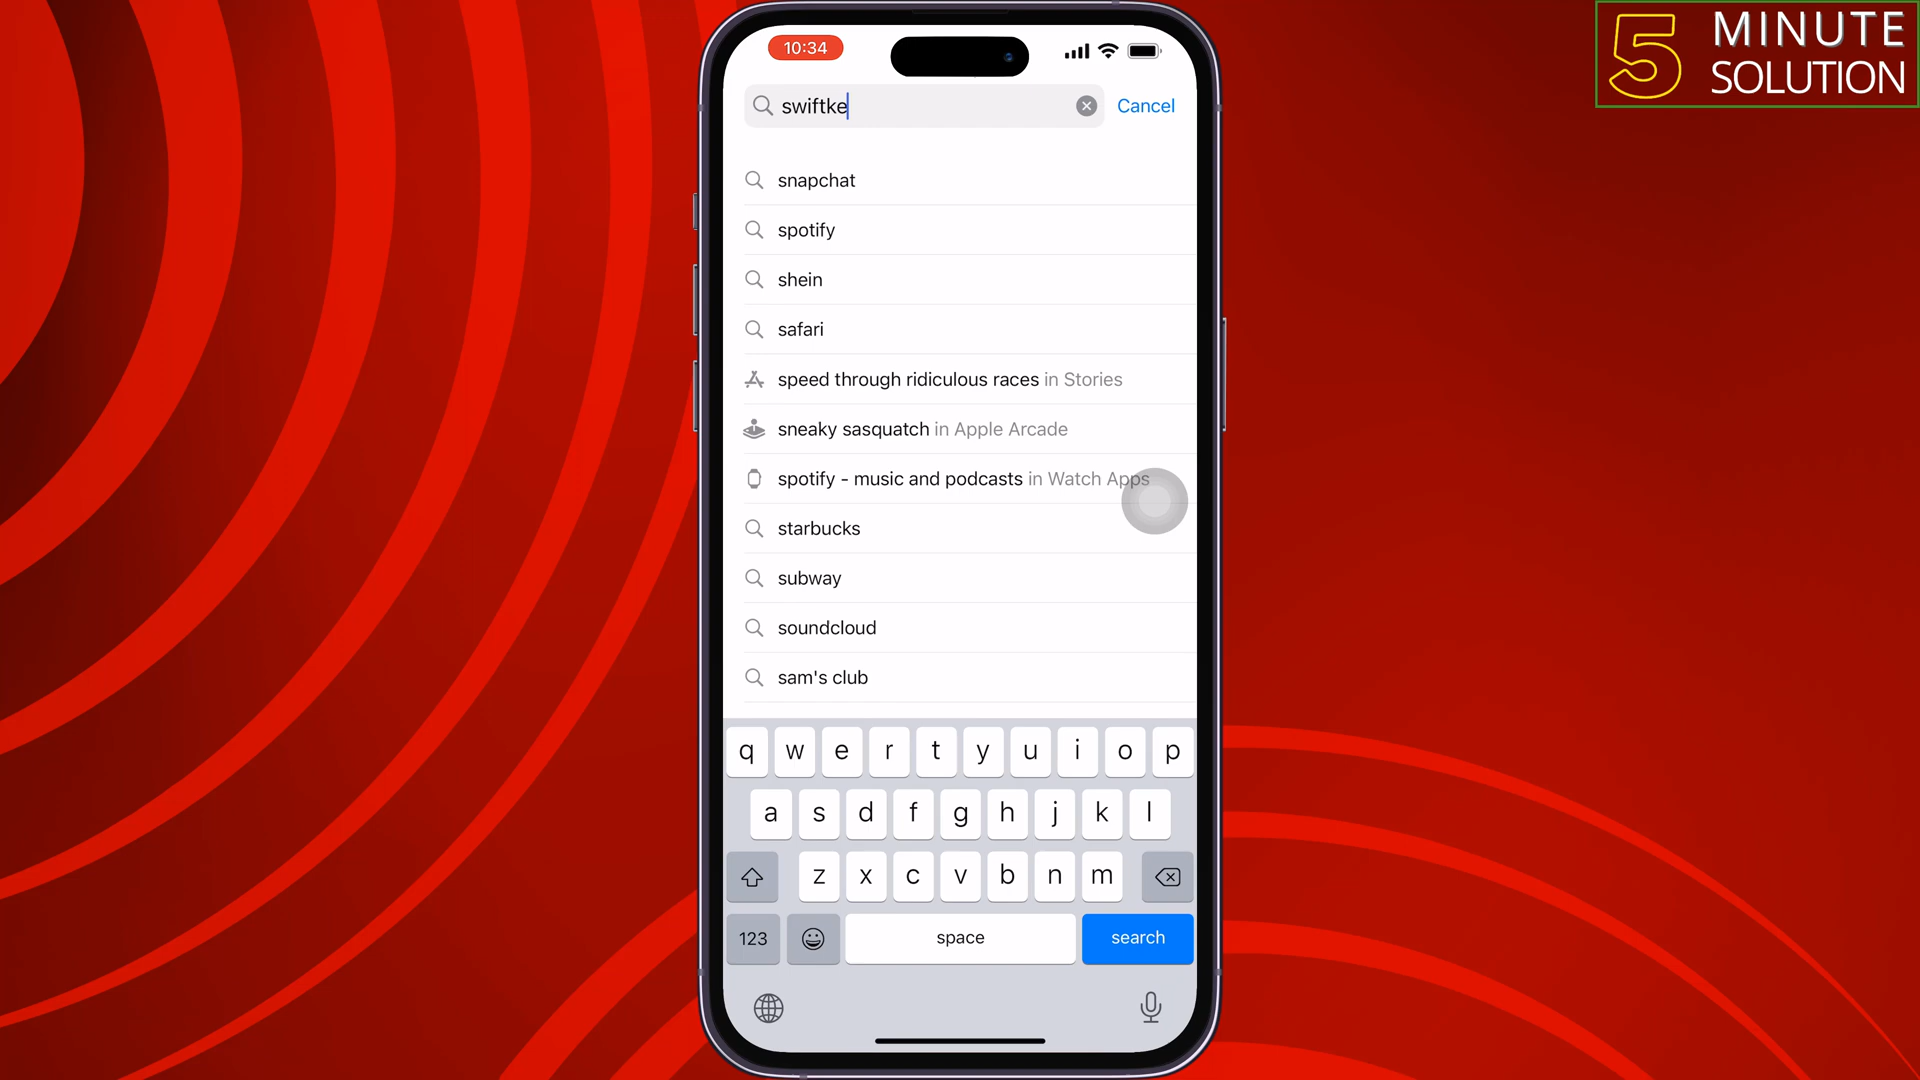 5 MINUTE
SOLUTION
10:34
swiftke
Cancel
snapchat
spotify
shein
safari
speed through ridiculous races in Stories
sneaky sasquatch in Apple Arcade
spotify - music and podcasts in Watch Apps
starbucks
subway
soundcloud
sam's club
q w e r t y u i o p
a s d f g h j k l
z x c v b n m
123 space search